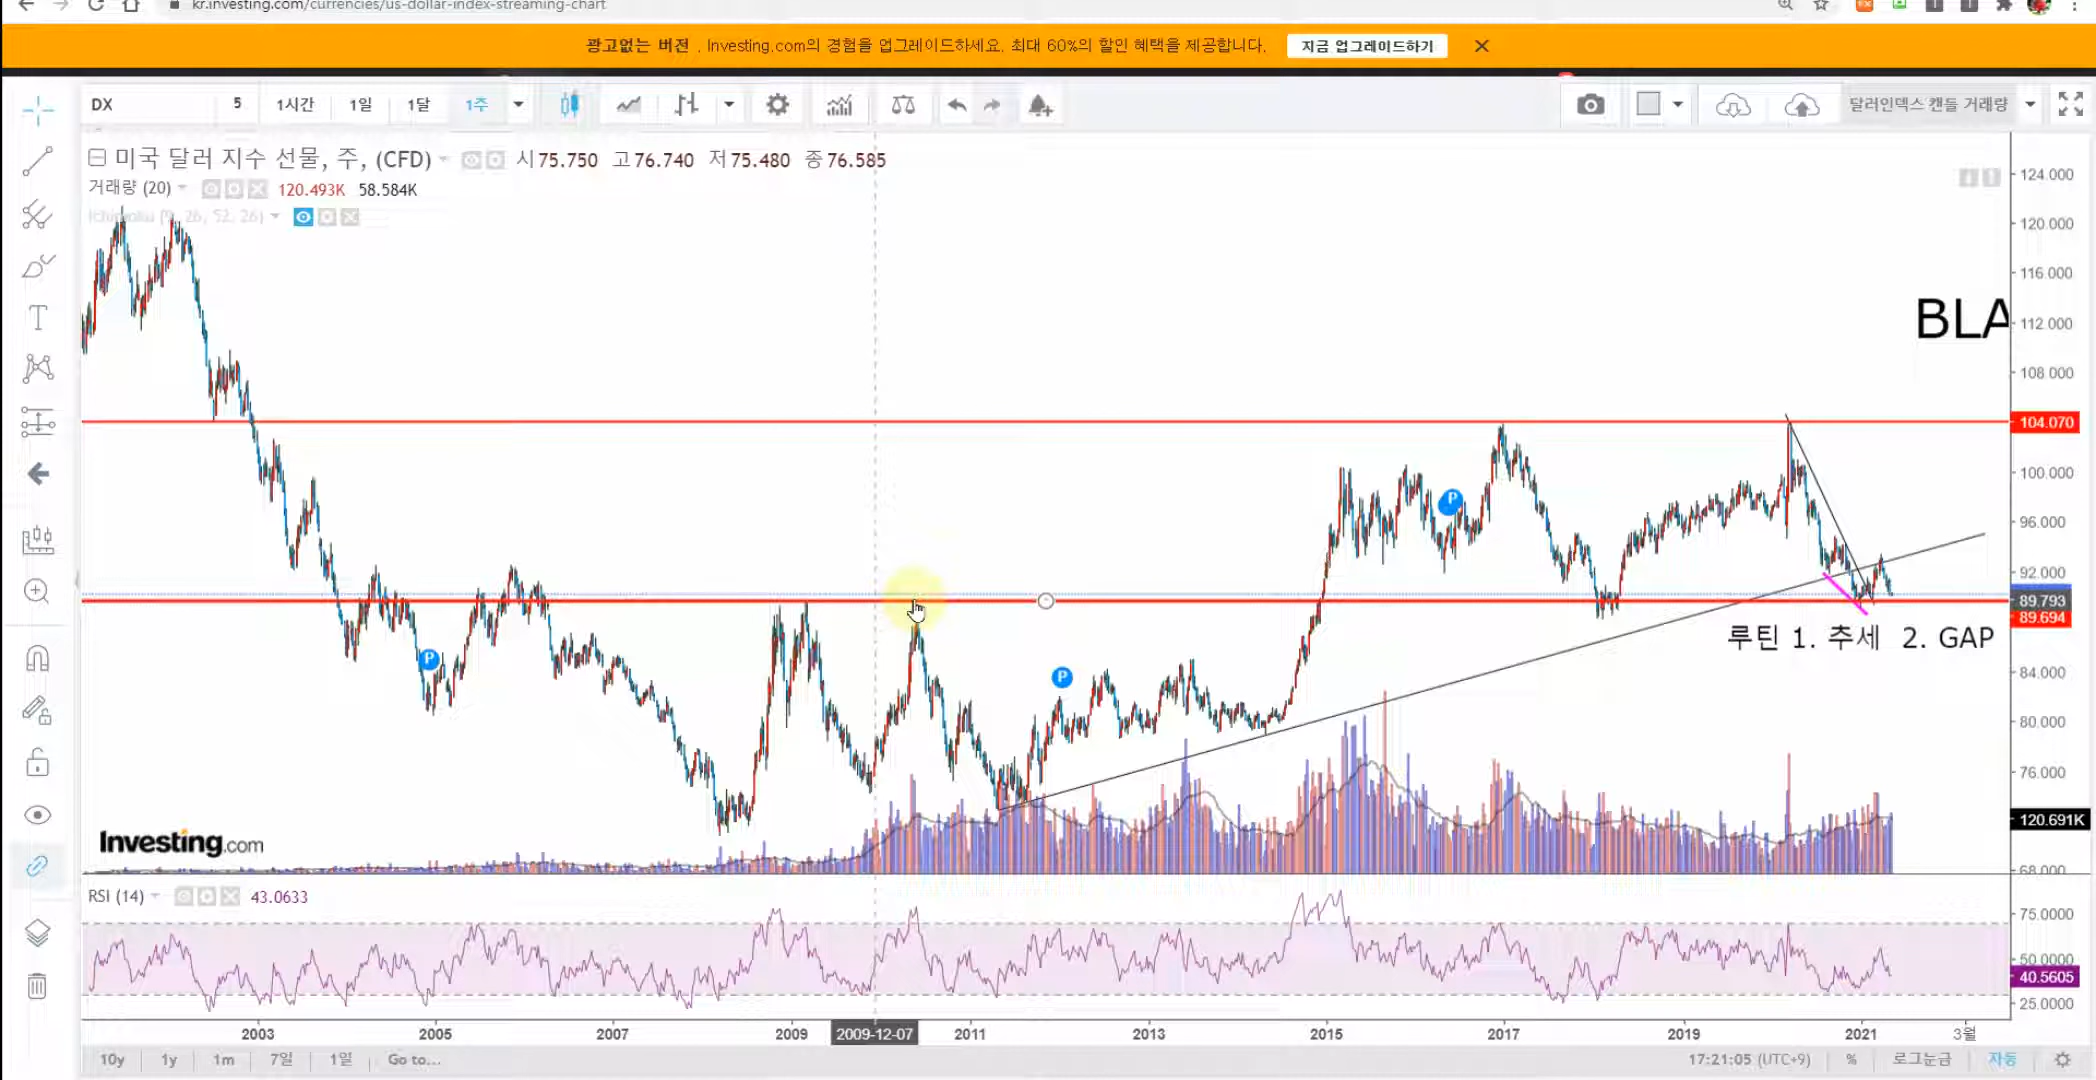 kr.investing.com/currencies/us-dollar-index-streaming-chart
광고없는 버전 . Investing.com의 경험을 업그레이드하세요. 최대 60%의 할인 혜택을 제공합니다. 지금 업그레이드하기
DX 5 1시간 1일 1달 1주 달러인덱스 캔들 거래량
미국 달러 지수 선물, 주, (CFD) 시75.750 고76.740 저75.480 종76.585
거래량 (20) 120.493K 58.584K
Ichimoku (9, 26, 52, 26)
124.000
120.000
116.000
BLA
112.000
108.000
104.070
100.000
96.000
92.000
89.793
89.694
루틴 1. 추세 2. GAP
P
P
P
P
84.000
80.000
76.000
120.691K
68.000
Investing.com
RSI (14) 43.0633
75.0000
50.0000
40.5605
25.0000
2003 2005 2007 2009 2009-12-07 2011 2013 2015 2017 2019 2021 3월
10y 1y 1m 7일 1일 Go to... 17:21:05 (UTC+9) % 로그눈금 자동